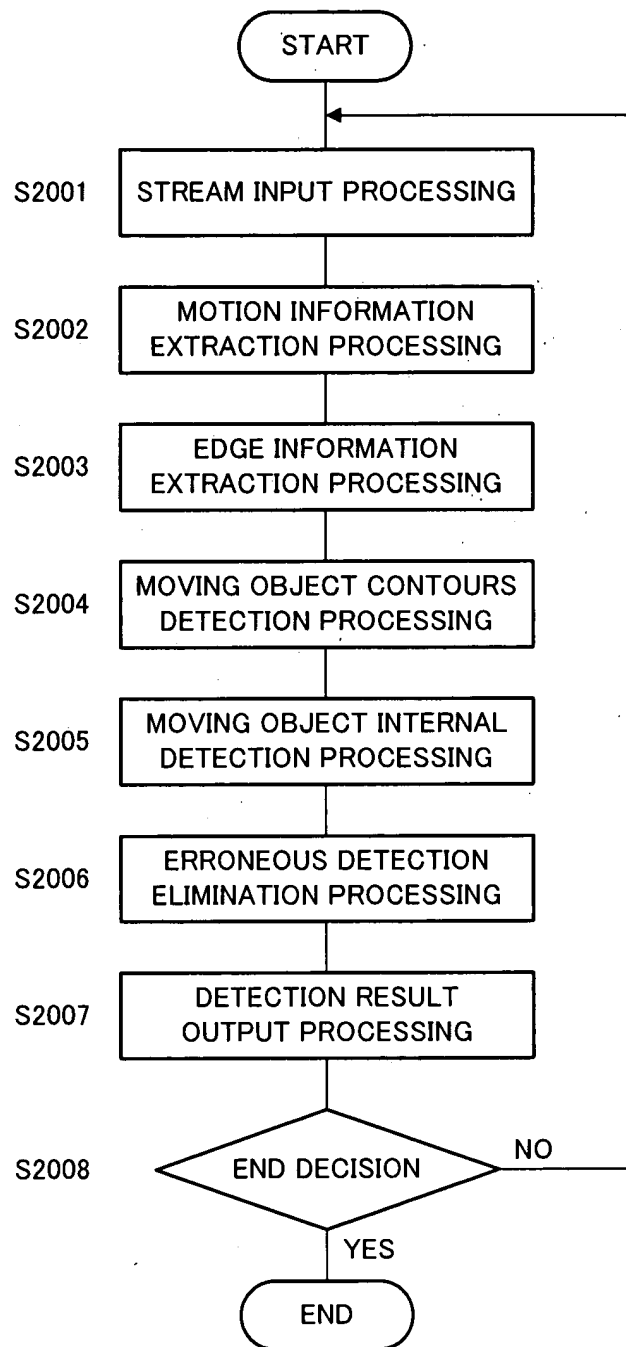 START
S2001
STREAM INPUT PROCESSING
S2002
MOTION INFORMATION
EXTRACTION PROCESSING
S2003
EDGE INFORMATION
EXTRACTION PROCESSING
S2004
MOVING OBJECT CONTOURS
DETECTION PROCESSING
S2005
MOVING OBJECT INTERNAL
DETECTION PROCESSING
S2006
ERRONEOUS DETECTION
ELIMINATION PROCESSING
S2007
DETECTION RESULT
OUTPUT PROCESSING
S2008
END DECISION
NO
YES
END